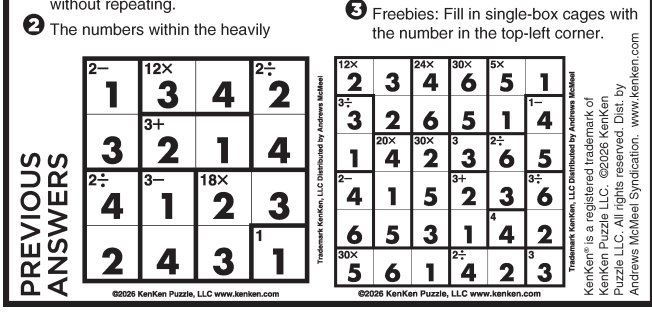 without repeating.
❷ The numbers within the heavily
❸ Freebies: Fill in single-box cages with
the number in the top-left corner.
PREVIOUS
ANSWERS
2− 12× 2÷
1 3 4 2
3+
3 2 1 4
2÷ 3− 18×
4 1 2 3
1
2 4 3 1
©2026 KenKen Puzzle, LLC www.kenken.com
Trademark KenKen, LLC Distributed by Andrews McMeel
12× 24× 30× 5×
2 3 4 6 5 1
3÷ 1−
3 2 6 5 1 4
20× 30× 3 2÷
1 4 2 3 6 5
2− 3+ 3÷
4 1 5 2 3 6
4
6 5 3 1 4 2
30× 2÷ 3
5 6 1 4 2 3
©2026 KenKen Puzzle, LLC www.kenken.com
Trademark KenKen, LLC Distributed by Andrews McMeel
KenKen® is a registered trademark of
KenKen Puzzle LLC. ©2026 KenKen
Puzzle LLC. All rights reserved. Dist. by
Andrews McMeel Syndication. www.kenken.com